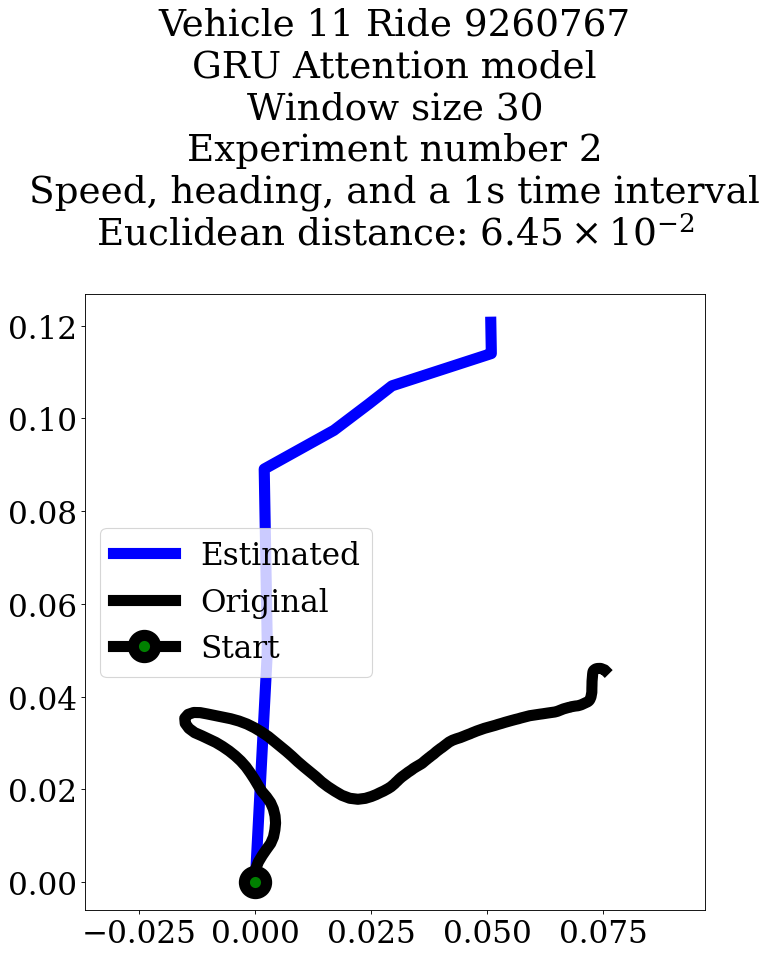 Vehicle 11 Ride 9260767
GRU Attention model
Window size 30
Experiment number 2
Speed, heading, and a 1s time interval
Euclidean distance: 6.45 × 10⁻²
0.12
0.10
0.08
0.06
0.04
0.02
0.00
Estimated
Original
Start
−0.025 0.000 0.025 0.050 0.075